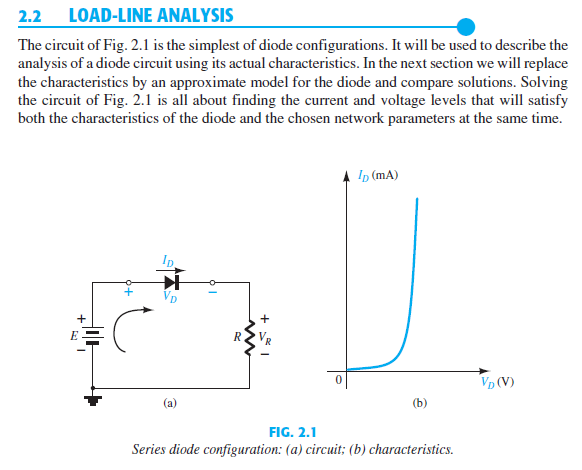 2.2 LOAD-LINE ANALYSIS
The circuit of Fig. 2.1 is the simplest of diode configurations. It will be used to describe the
analysis of a diode circuit using its actual characteristics. In the next section we will replace
the characteristics by an approximate model for the diode and compare solutions. Solving
the circuit of Fig. 2.1 is all about finding the current and voltage levels that will satisfy
both the characteristics of the diode and the chosen network parameters at the same time.
I_D (mA)
I_D
+ V_D –
+
E
–
+
R V_R
–
0
V_D (V)
(a)
(b)
FIG. 2.1
Series diode configuration: (a) circuit; (b) characteristics.